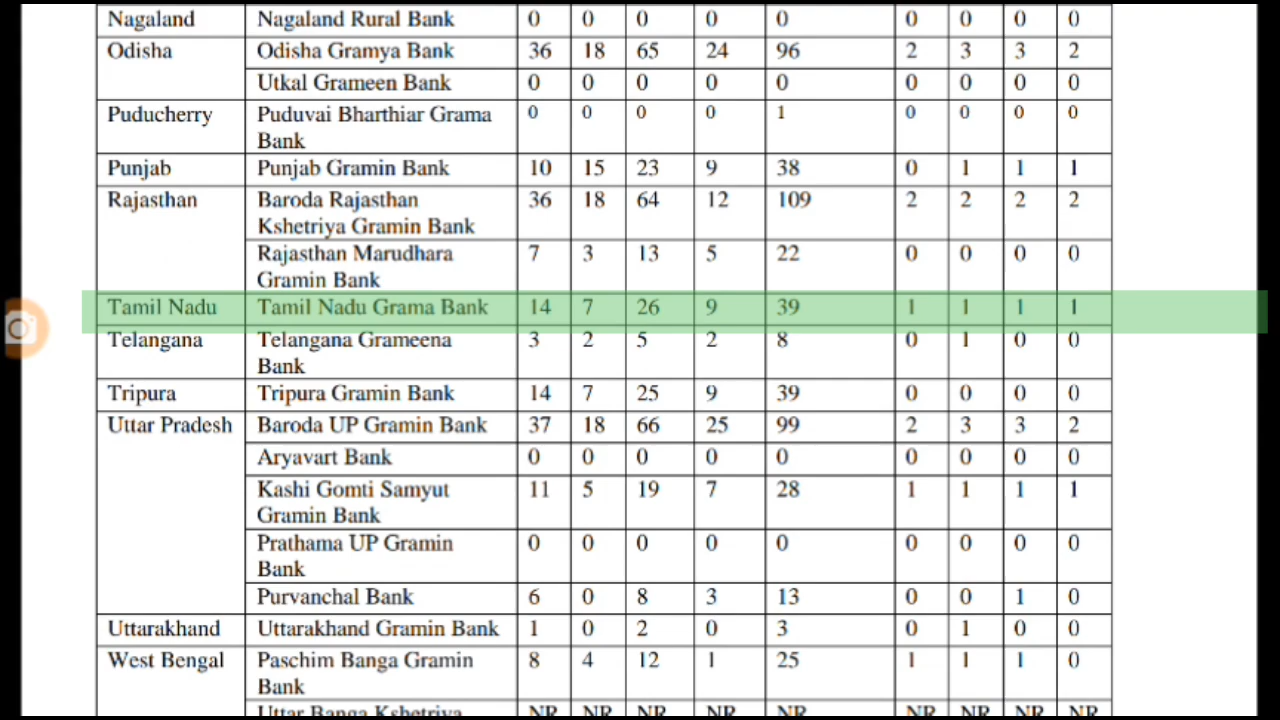 Nagaland Nagaland Rural Bank 0 0 0 0 0 0 0 0 0
Odisha Odisha Gramya Bank 36 18 65 24 96 2 3 3 2
Utkal Grameen Bank 0 0 0 0 0 0 0 0 0
Puducherry Puduvai Bharthiar Grama 0 0 0 0 1 0 0 0 0
Bank
Punjab Punjab Gramin Bank 10 15 23 9 38 0 1 1 1
Rajasthan Baroda Rajasthan 36 18 64 12 109 2 2 2 2
Kshetriya Gramin Bank
Rajasthan Marudhara 7 3 13 5 22 0 0 0 0
Gramin Bank
Tamil Nadu Tamil Nadu Grama Bank 14 7 26 9 39 1 1 1 1
Telangana Telangana Grameena 3 2 5 2 8 0 1 0 0
Bank
Tripura Tripura Gramin Bank 14 7 25 9 39 0 0 0 0
Uttar Pradesh Baroda UP Gramin Bank 37 18 66 25 99 2 3 3 2
Aryavart Bank 0 0 0 0 0 0 0 0 0
Kashi Gomti Samyut 11 5 19 7 28 1 1 1 1
Gramin Bank
Prathama UP Gramin 0 0 0 0 0 0 0 0 0
Bank
Purvanchal Bank 6 0 8 3 13 0 0 1 0
Uttarakhand Uttarakhand Gramin Bank 1 0 2 0 3 0 1 0 0
West Bengal Paschim Banga Gramin 8 4 12 1 25 1 1 1 0
Bank
Uttar Banga Kshetriya NR NR NR NR NR NR NR NR NR